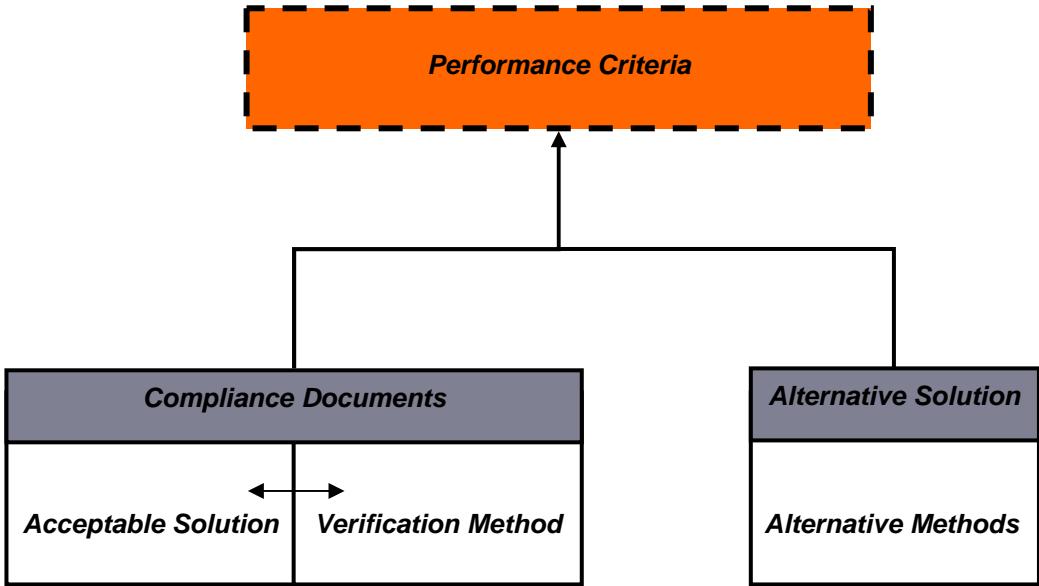 Performance Criteria
Compliance Documents
Alternative Solution
Acceptable Solution
Verification Method
Alternative Methods